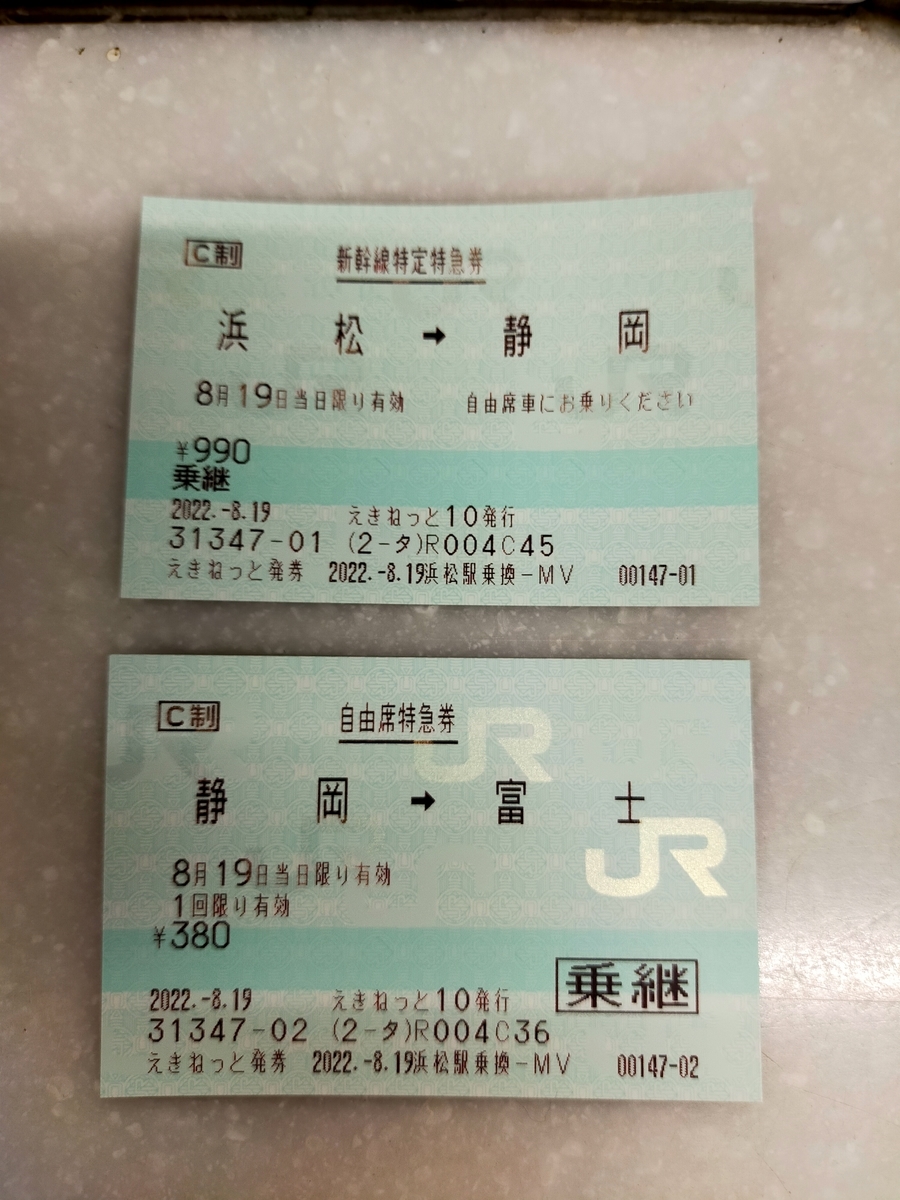 C制 新幹線特定特急券
浜 松 → 静 岡
8月19日当日限り有効 自由席車にお乗りください
¥990
乗継
2022.-8.19 えきねっと10発行
31347-01 (2-タ)R004C45
えきねっと発券 2022.-8.19浜松駅乗換-MV 00147-01
C制 自由席特急券
静 岡 → 富 士
JR
JR
8月19日当日限り有効
1回限り有効
¥380
乗継
2022.-8.19 えきねっと10発行
31347-02 (2-タ)R004C36
えきねっと発券 2022.-8.19浜松駅乗換-MV 00147-02